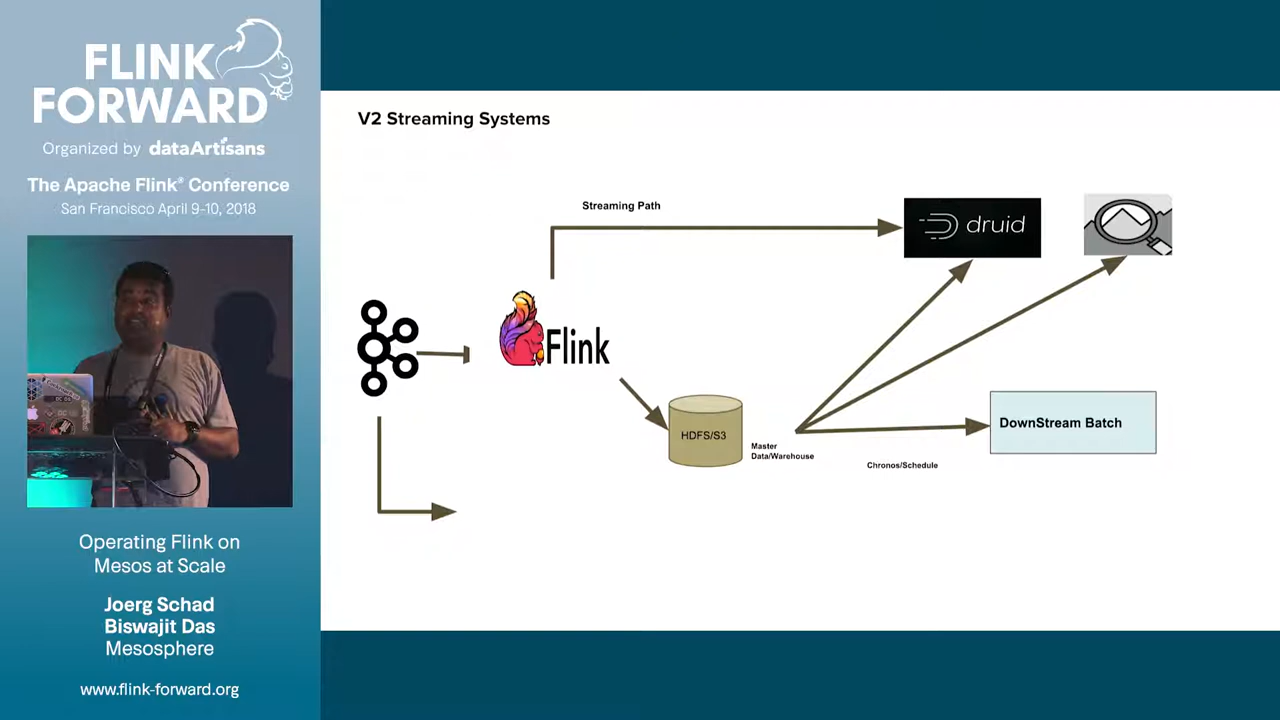 FLINK
FORWARD
Organized by dataArtisans
The Apache Flink® Conference
San Francisco April 9-10, 2018
Operating Flink on
Mesos at Scale
Joerg Schad
Biswajit Das
Mesosphere
www.flink-forward.org
V2 Streaming Systems
Streaming Path
druid
Flink
HDFS/S3
Master
Data/Warehouse
Chronos/Schedule
DownStream Batch